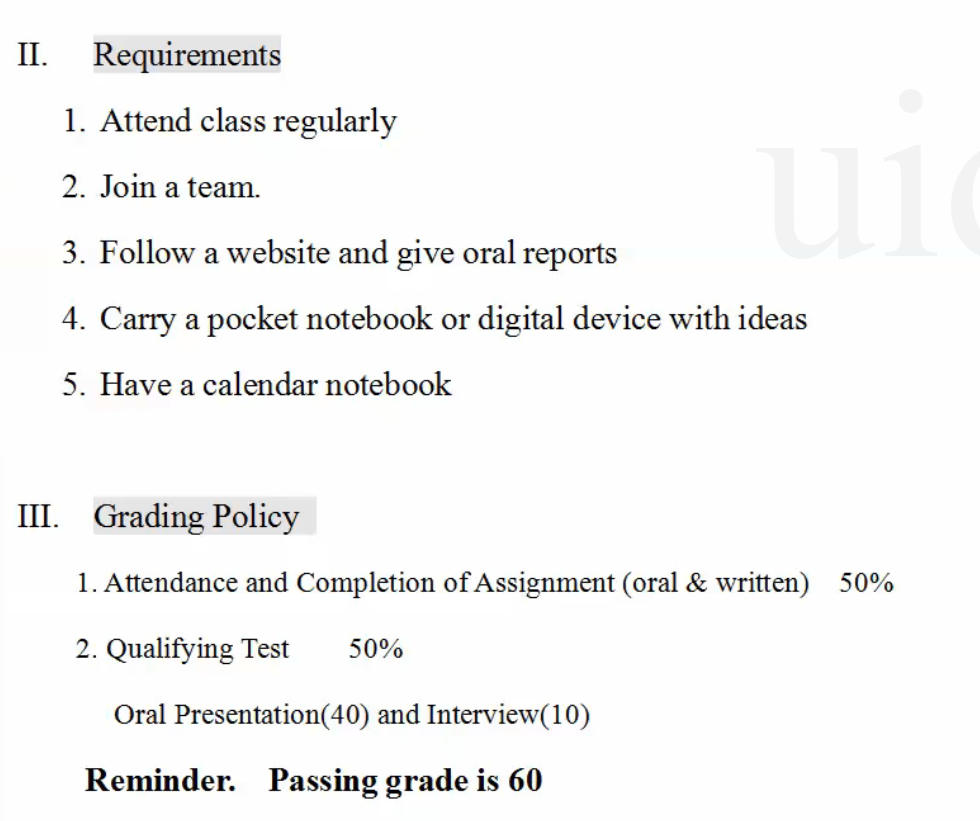 II. Requirements
1. Attend class regularly
2. Join a team.
3. Follow a website and give oral reports
4. Carry a pocket notebook or digital device with ideas
5. Have a calendar notebook
III. Grading Policy
1. Attendance and Completion of Assignment (oral & written) 50%
2. Qualifying Test 50%
Oral Presentation(40) and Interview(10)
Reminder. Passing grade is 60